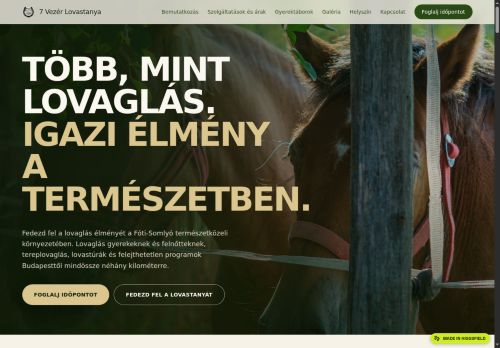 7 Vezér Lovastanya
Bemutatkozás Szolgáltatások és árak Gyerektáborok Galéria Helyszín Kapcsolat Foglalj időpontot
TÖBB, MINT
LOVAGLÁS.
IGAZI ÉLMÉNY
A
TERMÉSZETBEN.
Fedezd fel a lovaglás élményét a Fóti-Somlyó természetközeli
környezetében. Lovaglás gyerekeknek és felnőtteknek,
tereplovaglás, lovastúrák és felejthetetlen programok
Budapesttől mindössze néhány kilométerre.
FOGLALJ IDŐPONTOT FEDEZD FEL A LOVASTANYÁT
MADE IN HIGGSFIELD